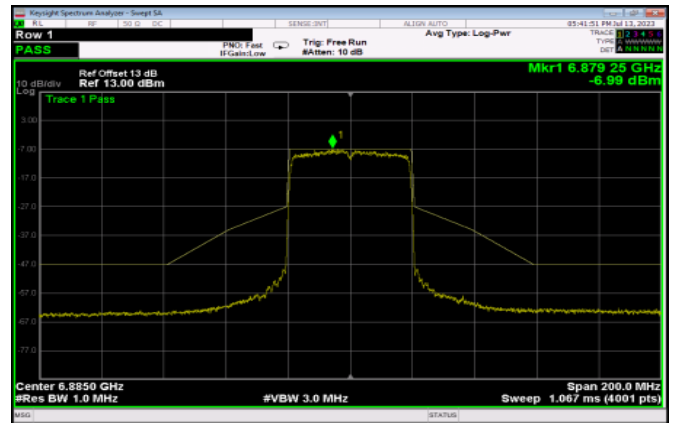 Keysight Spectrum Analyzer - Swept SA
RL RF 50 Ω DC SENSE:INT ALIGN AUTO 05:41:51 PM Jul 13, 2023
Row 1 Avg Type: Log-Pwr TRACE 1 2 3 4 5 6
PASS PNO: Fast Trig: Free Run TYPE A WWWWW
IFGain:Low #Atten: 10 dB DET A N N N N N
Mkr1 6.879 25 GHz
-6.99 dBm
Ref Offset 13 dB
10 dB/div Ref 13.00 dBm
Log
Trace 1 Pass
3.00
1
-7.00
-17.0
-27.0
-37.0
-47.0
-57.0
-67.0
-77.0
Center 6.8850 GHz Span 200.0 MHz
#Res BW 1.0 MHz #VBW 3.0 MHz Sweep 1.067 ms (4001 pts)
MSG STATUS